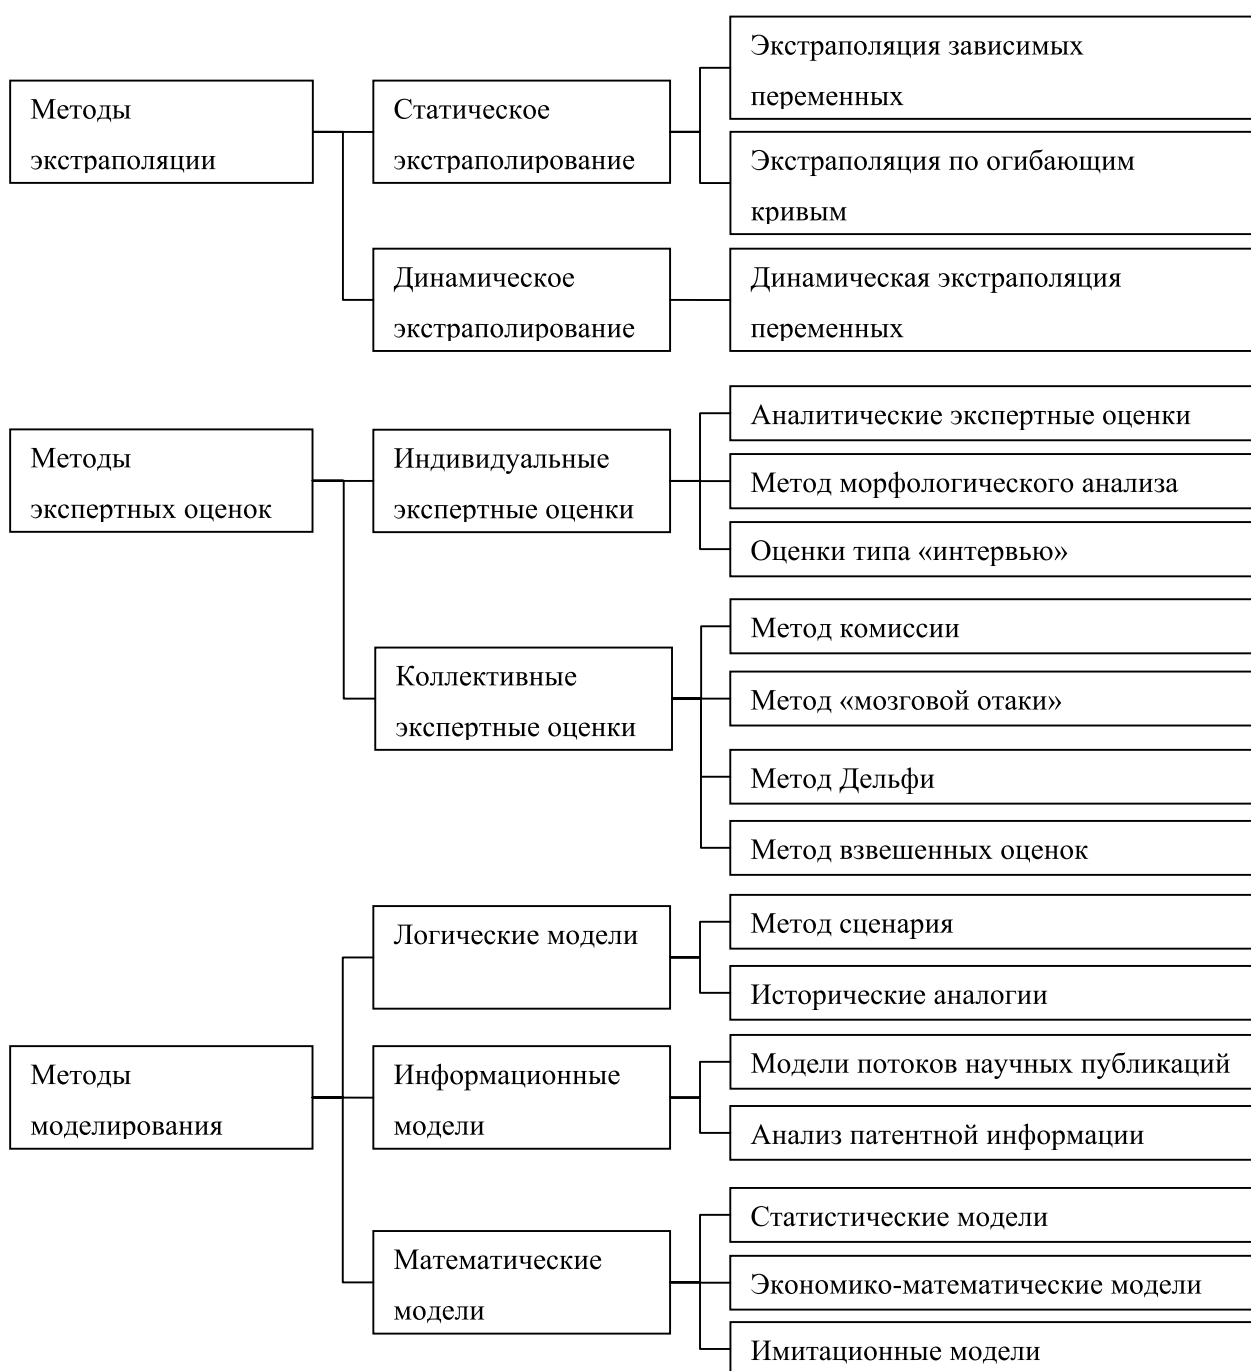 Методы
экстраполяции
Статическое
экстраполирование
Экстраполяция зависимых
переменных
Экстраполяция по огибающим
кривым
Динамическое
экстраполирование
Динамическая экстраполяция
переменных
Методы
экспертных оценок
Индивидуальные
экспертные оценки
Аналитические экспертные оценки
Метод морфологического анализа
Оценки типа «интервью»
Коллективные
экспертные оценки
Метод комиссии
Метод «мозговой отаки»
Метод Дельфи
Метод взвешенных оценок
Методы
моделирования
Логические модели
Метод сценария
Исторические аналогии
Информационные
модели
Модели потоков научных публикаций
Анализ патентной информации
Математические
модели
Статистические модели
Экономико-математические модели
Имитационные модели